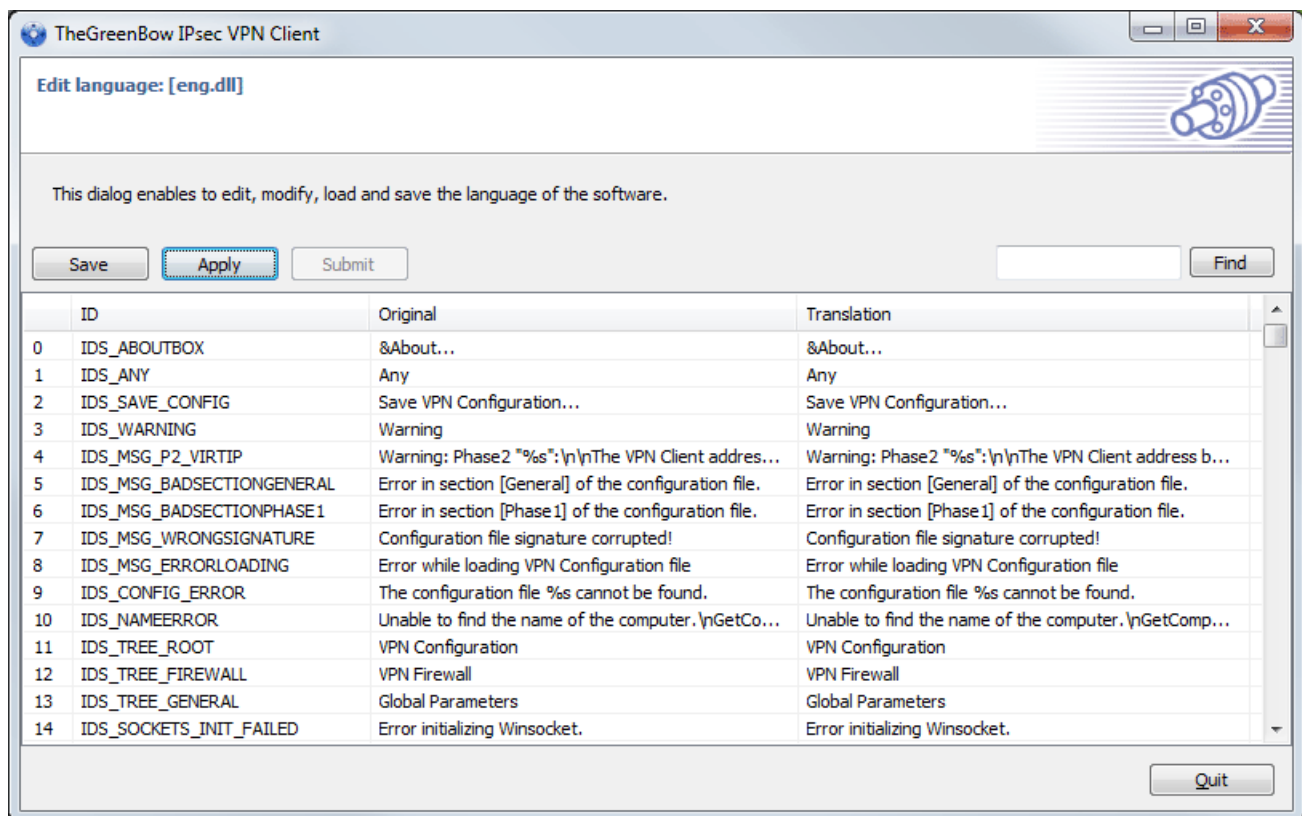 TheGreenBow IPsec VPN Client
Edit language: [eng.dll]
This dialog enables to edit, modify, load and save the language of the software.
Save Apply Submit Find
ID Original Translation
0 IDS_ABOUTBOX &About... &About...
1 IDS_ANY Any Any
2 IDS_SAVE_CONFIG Save VPN Configuration... Save VPN Configuration...
3 IDS_WARNING Warning Warning
4 IDS_MSG_P2_VIRTIP Warning: Phase2 "%s":\n\nThe VPN Client addres... Warning: Phase2 "%s":\n\nThe VPN Client address b...
5 IDS_MSG_BADSECTIONGENERAL Error in section [General] of the configuration file. Error in section [General] of the configuration file.
6 IDS_MSG_BADSECTIONPHASE1 Error in section [Phase1] of the configuration file. Error in section [Phase1] of the configuration file.
7 IDS_MSG_WRONGSIGNATURE Configuration file signature corrupted! Configuration file signature corrupted!
8 IDS_MSG_ERRORLOADING Error while loading VPN Configuration file Error while loading VPN Configuration file
9 IDS_CONFIG_ERROR The configuration file %s cannot be found. The configuration file %s cannot be found.
10 IDS_NAMEERROR Unable to find the name of the computer.\nGetCo... Unable to find the name of the computer.\nGetComp...
11 IDS_TREE_ROOT VPN Configuration VPN Configuration
12 IDS_TREE_FIREWALL VPN Firewall VPN Firewall
13 IDS_TREE_GENERAL Global Parameters Global Parameters
14 IDS_SOCKETS_INIT_FAILED Error initializing Winsocket. Error initializing Winsocket.
Quit